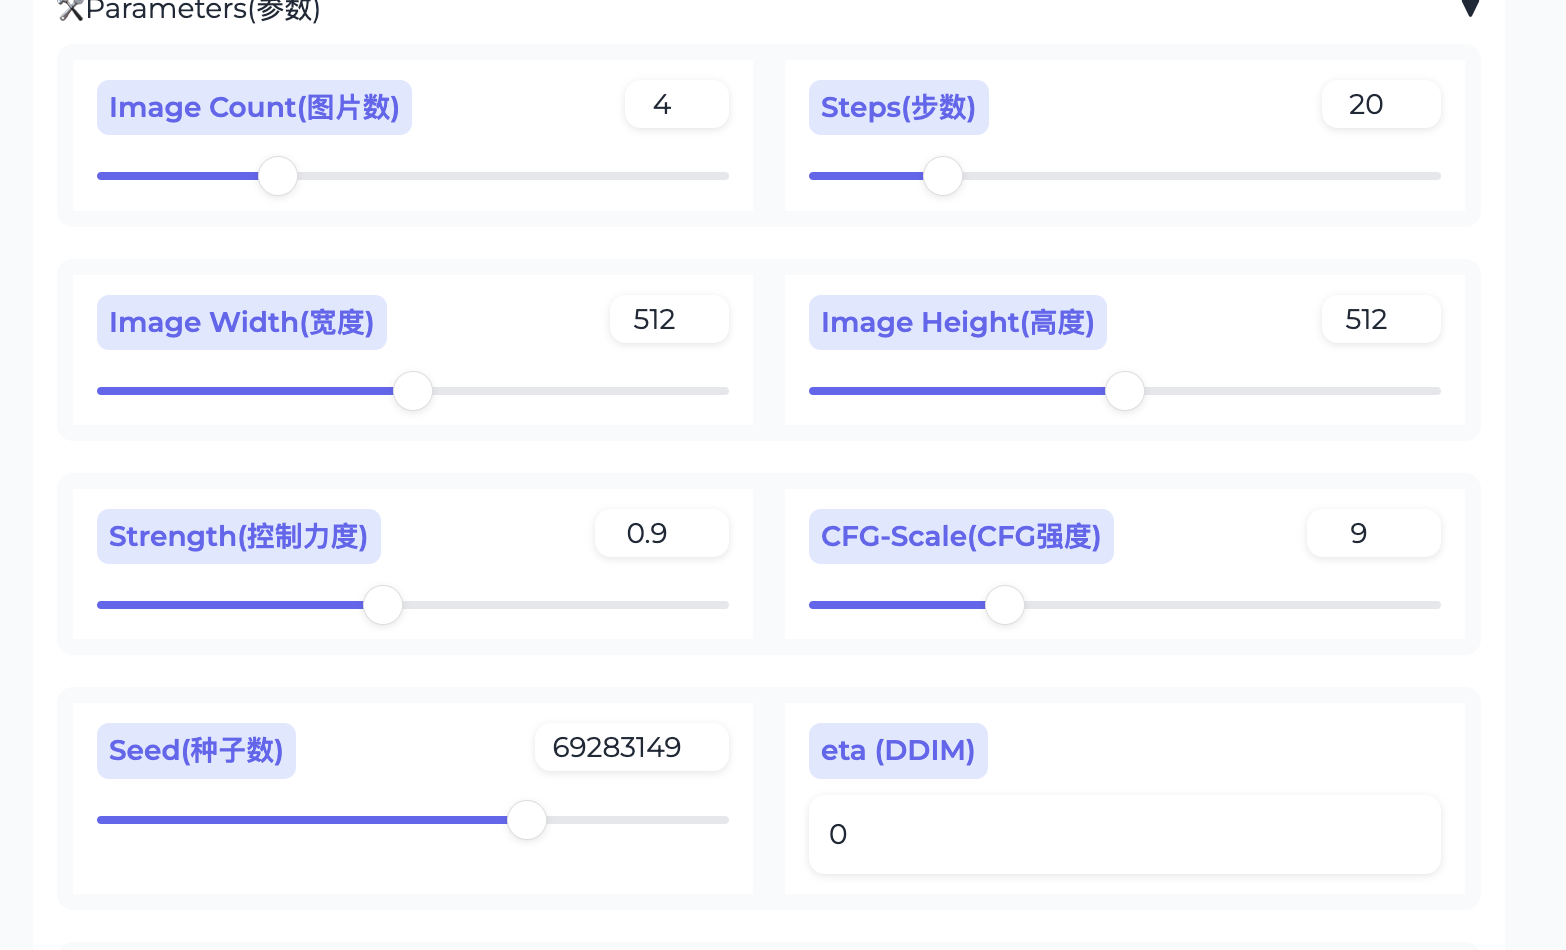 🛠Parameters(参数)
▼
Image Count(图片数)
4
Steps(步数)
20
Image Width(宽度)
512
Image Height(高度)
512
Strength(控制力度)
0.9
CFG-Scale(CFG强度)
9
Seed(种子数)
69283149
eta (DDIM)
0